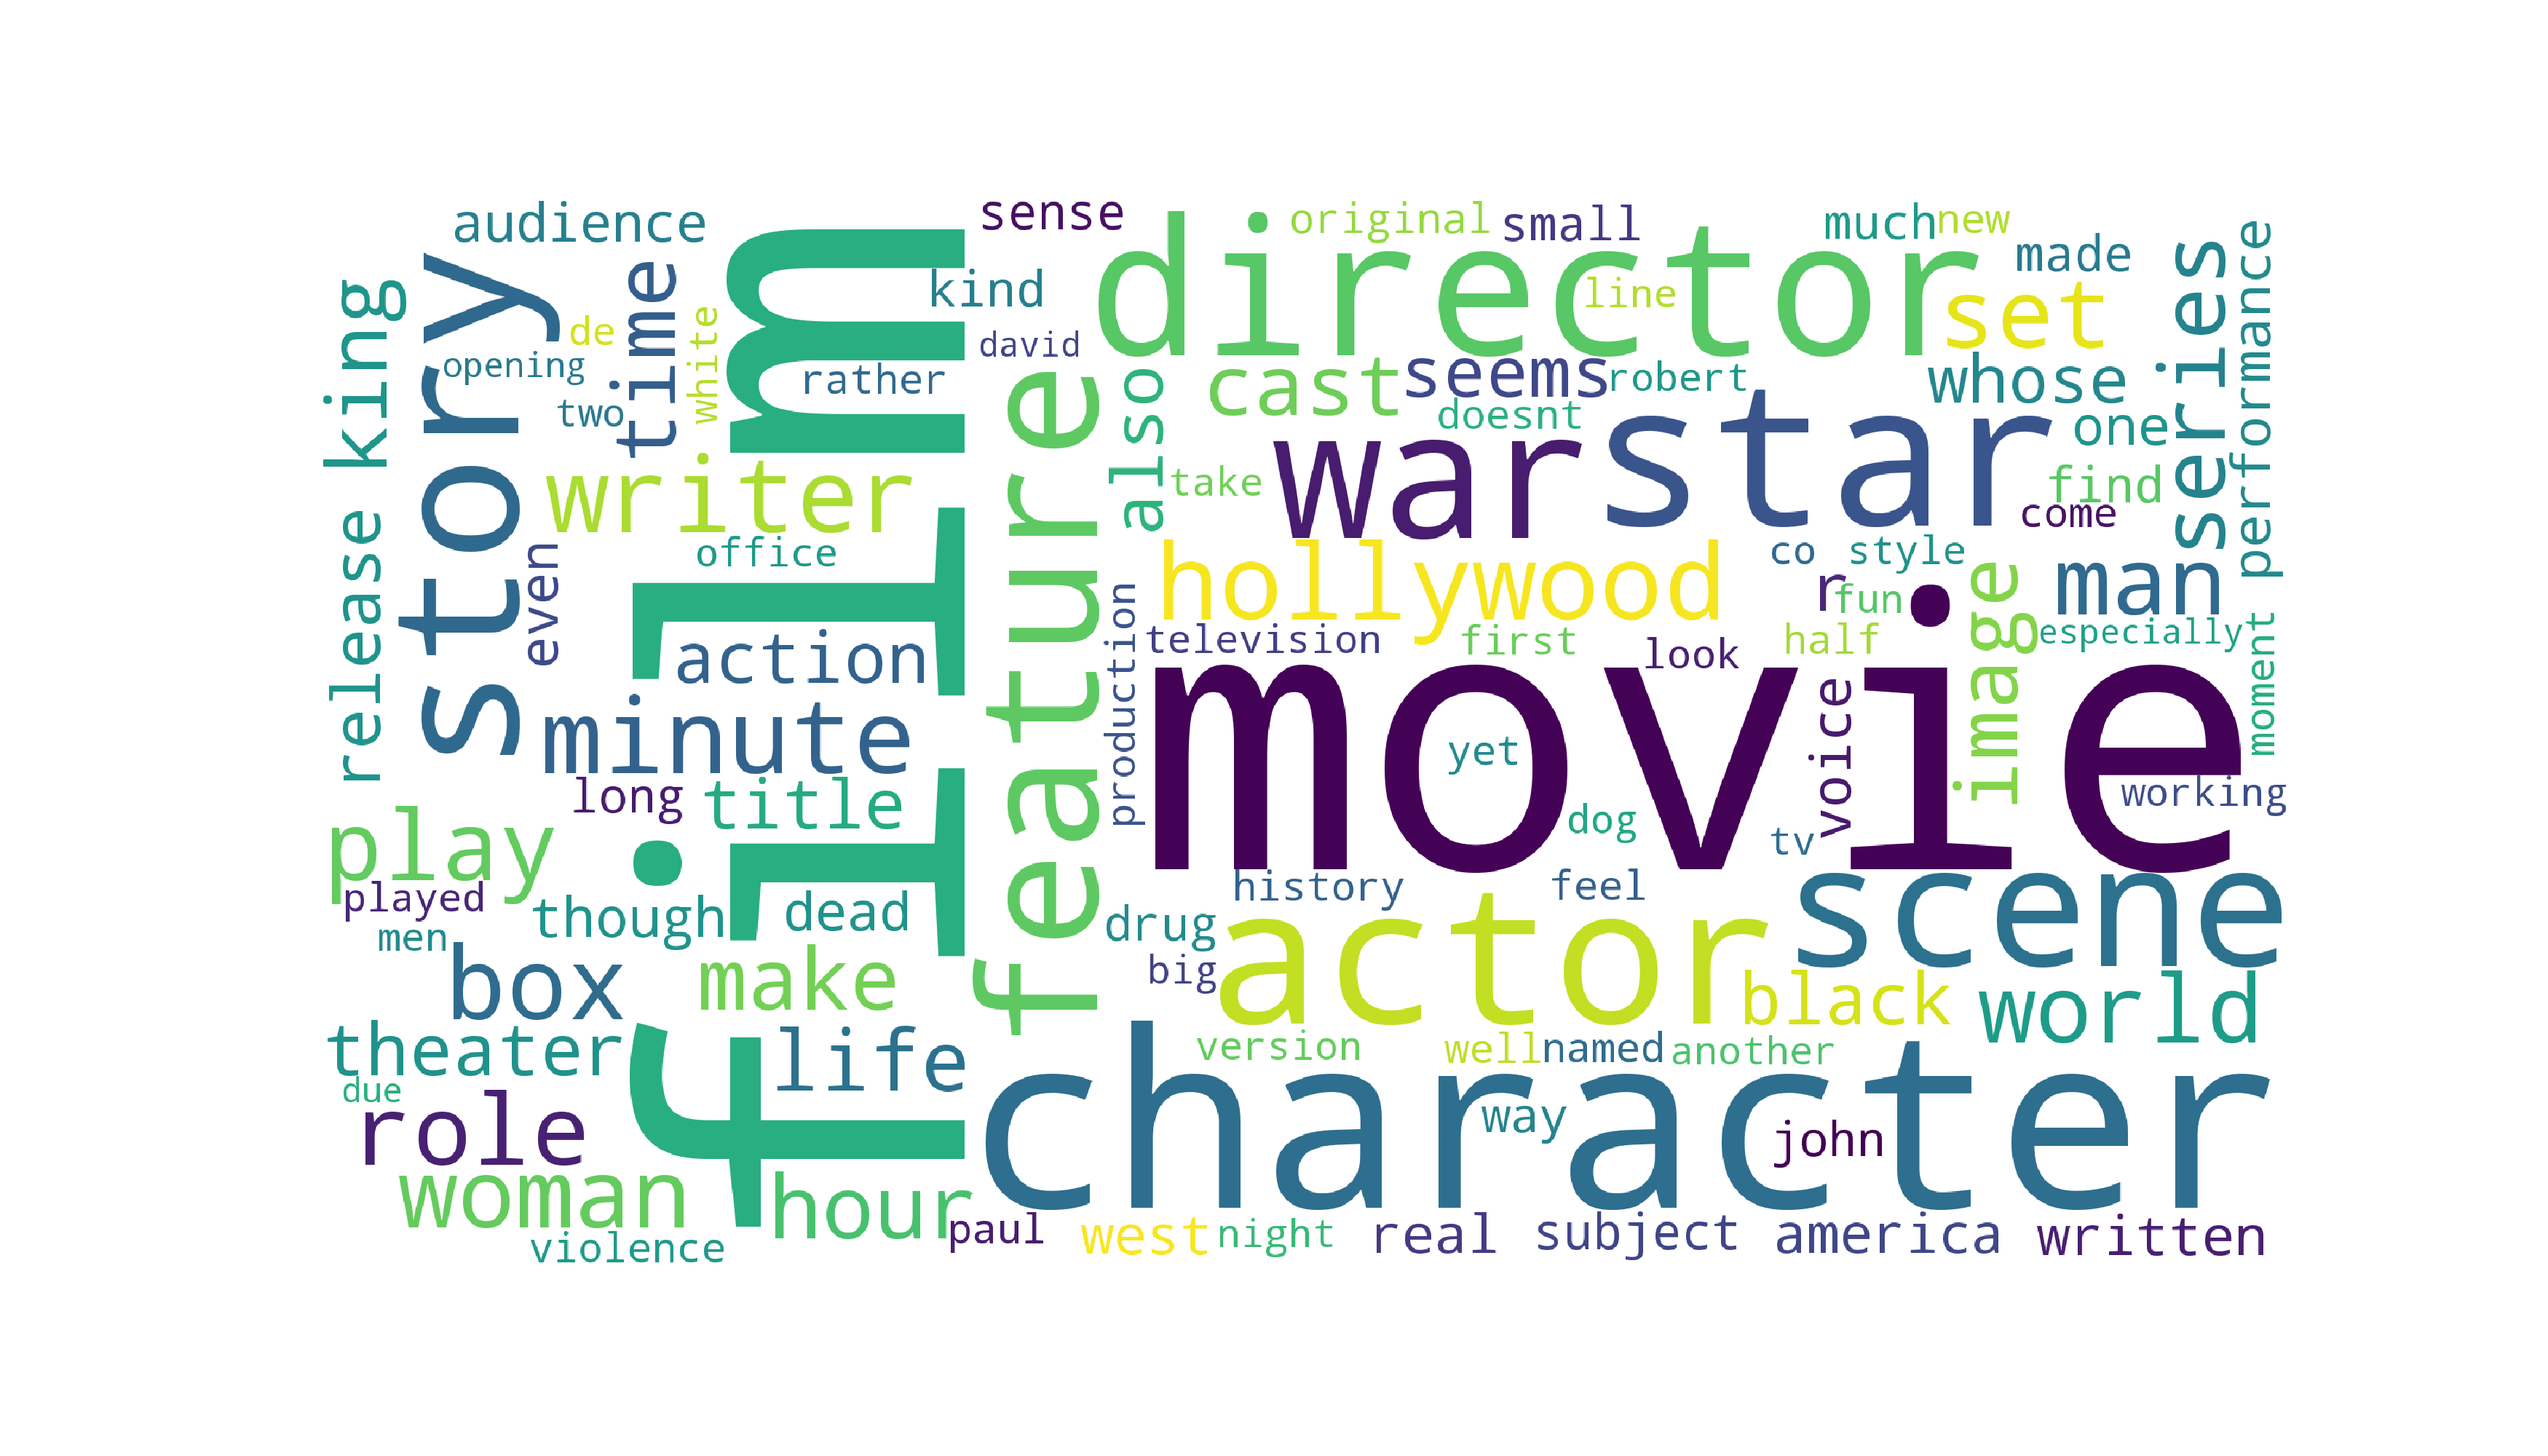 audience
sense
original
small
much
new
made
director
set
series
performance
king
story
time
film
kind
line
de
white
david
opening
rather
two
feature
also
cast
seems
robert
whose
doesnt
one
war
star
take
find
come
writer
release
even
office
hollywood
co
style
r
fun
image
man
television
first
look
half
especially
moment
action
production
movie
minute
yet
voice
long
title
dog
tv
working
play
played
though
dead
history
feel
scene
men
drug
actor
box
make
big
black
world
theater
life
version
well
named
another
due
role
character
way
john
woman
hour
paul
west
night
real
subject
america
written
violence